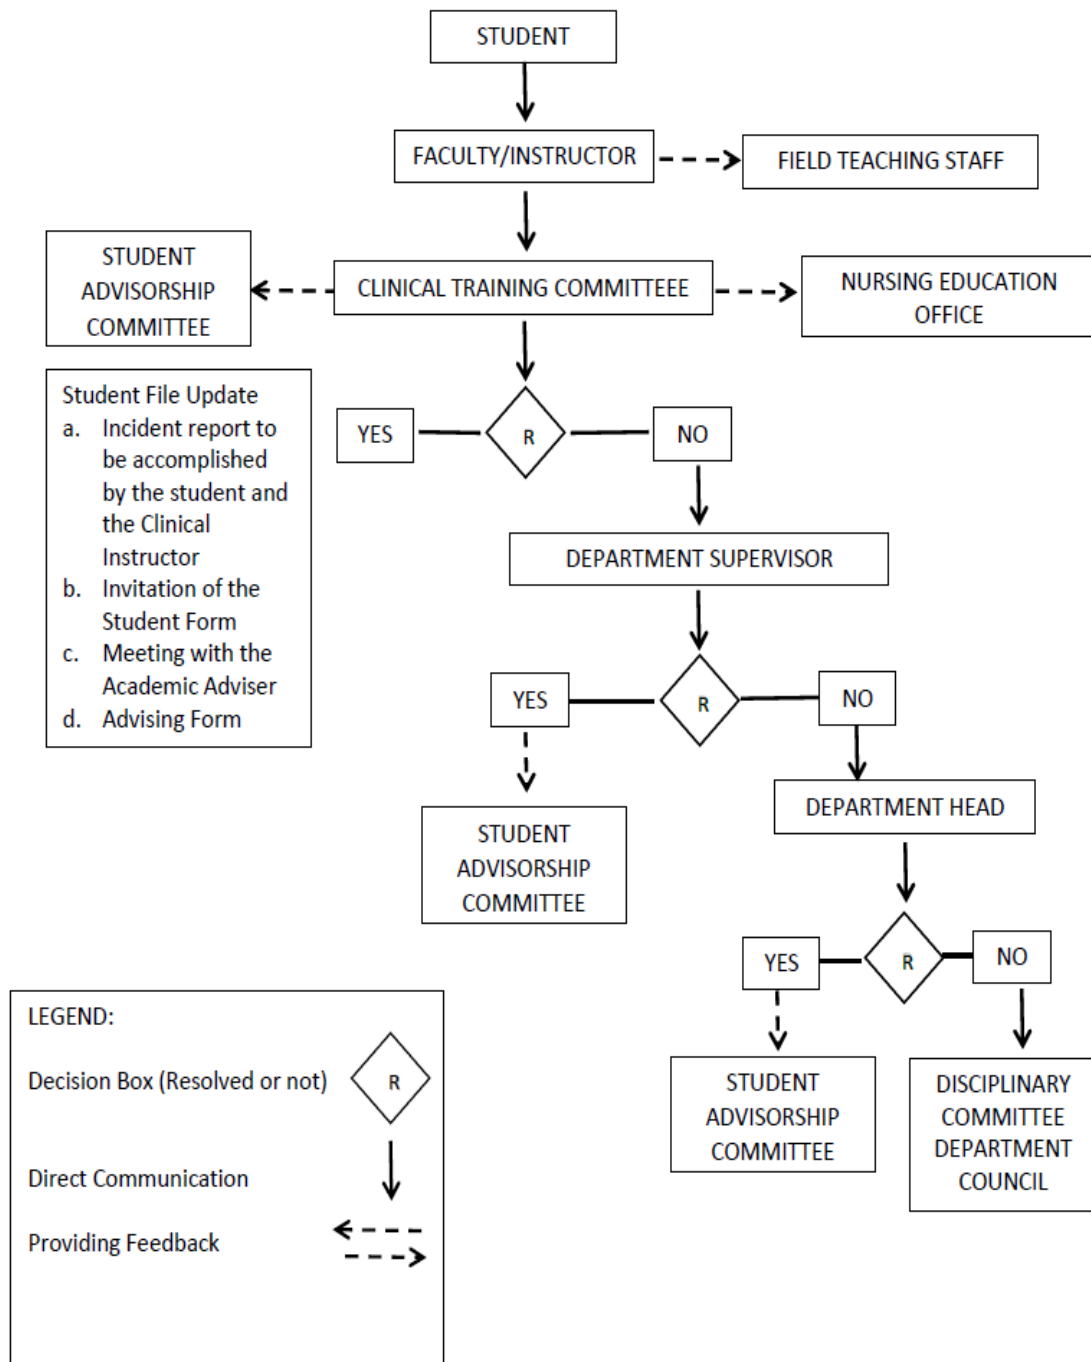 STUDENT
FACULTY/INSTRUCTOR
FIELD TEACHING STAFF
STUDENT
ADVISORSHIP
COMMITTEE
CLINICAL TRAINING COMMITTEEE
NURSING EDUCATION
OFFICE
Student File Update
a. Incident report to
be accomplished
by the student and
the Clinical
Instructor
b. Invitation of the
Student Form
c. Meeting with the
Academic Adviser
d. Advising Form
YES
R
NO
DEPARTMENT SUPERVISOR
YES
R
NO
STUDENT
ADVISORSHIP
COMMITTEE
DEPARTMENT HEAD
YES
R
NO
STUDENT
ADVISORSHIP
COMMITTEE
DISCIPLINARY
COMMITTEE
DEPARTMENT
COUNCIL
LEGEND:
Decision Box (Resolved or not)
R
Direct Communication
Providing Feedback